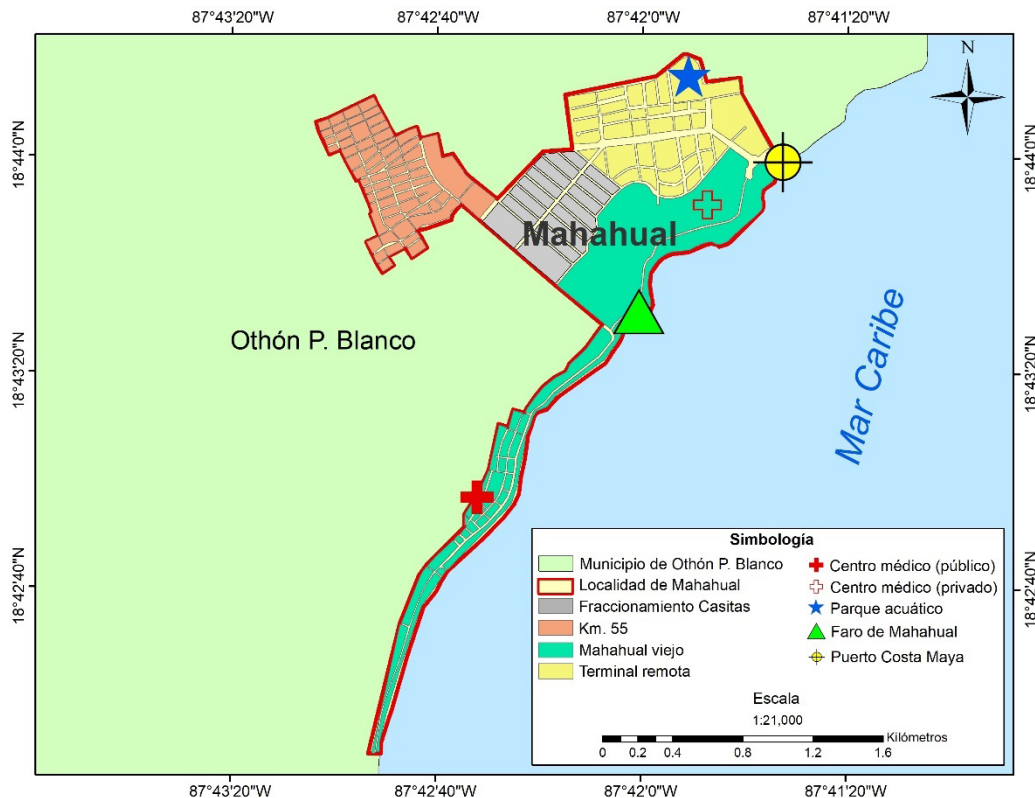 87°43'20"W 87°42'40"W 87°42'0"W 87°41'20"W
N
18°44'0"N
18°44'0"N
Mahahual
Othón P. Blanco
18°43'20"N
18°43'20"N
Mar Caribe
18°42'40"N
18°42'40"N
Simbología
Municipio de Othón P. Blanco
Localidad de Mahahual
Fraccionamiento Casitas
Km. 55
Mahahual viejo
Terminal remota
Centro médico (público)
Centro médico (privado)
Parque acuático
Faro de Mahahual
Puerto Costa Maya
Escala
1:21,000
Kilómetros
0 0.2 0.4 0.8 1.2 1.6
87°43'20"W 87°42'40"W 87°42'0"W 87°41'20"W